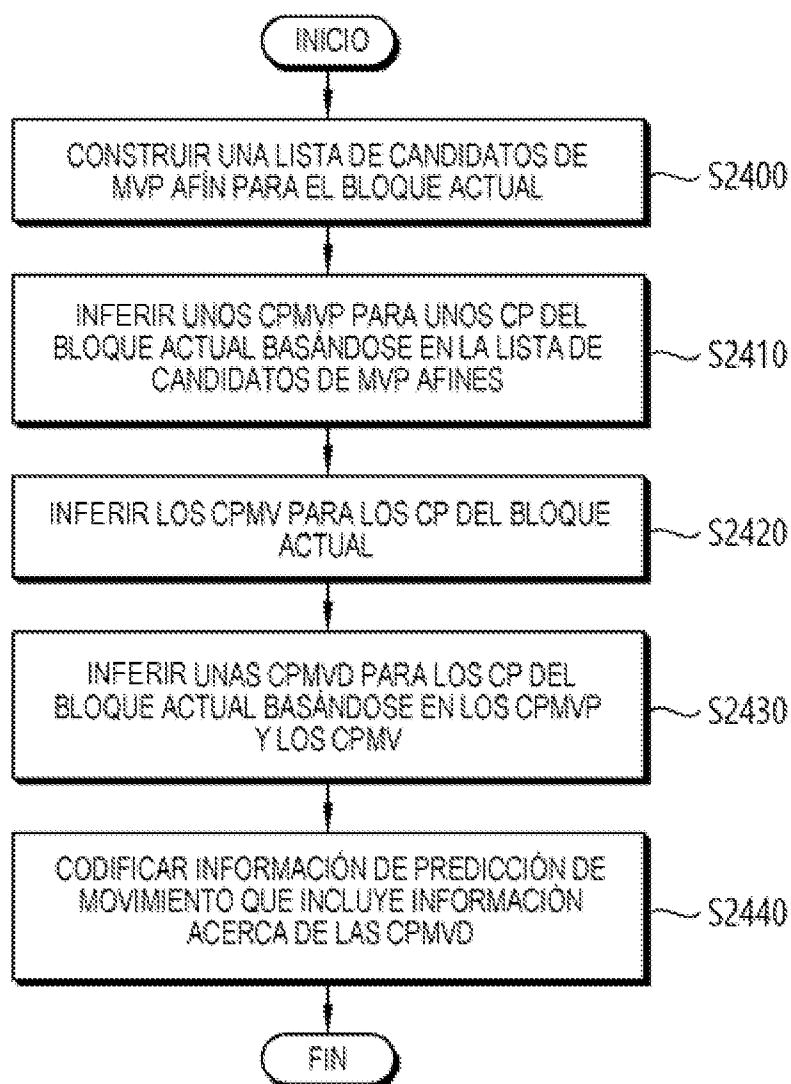 INICIO
CONSTRUIR UNA LISTA DE CANDIDATOS DE
MVP AFÍN PARA EL BLOQUE ACTUAL
S2400
INFERIR UNOS CPMVP PARA UNOS CP DEL
BLOQUE ACTUAL BASÁNDOSE EN LA LISTA DE
CANDIDATOS DE MVP AFINES
S2410
INFERIR LOS CPMV PARA LOS CP DEL BLOQUE
ACTUAL
S2420
INFERIR UNAS CPMVD PARA LOS CP DEL
BLOQUE ACTUAL BASÁNDOSE EN LOS CPMVP
Y LOS CPMV
S2430
CODIFICAR INFORMACIÓN DE PREDICCIÓN DE
MOVIMIENTO QUE INCLUYE INFORMACIÓN
ACERCA DE LAS CPMVD
S2440
FIN